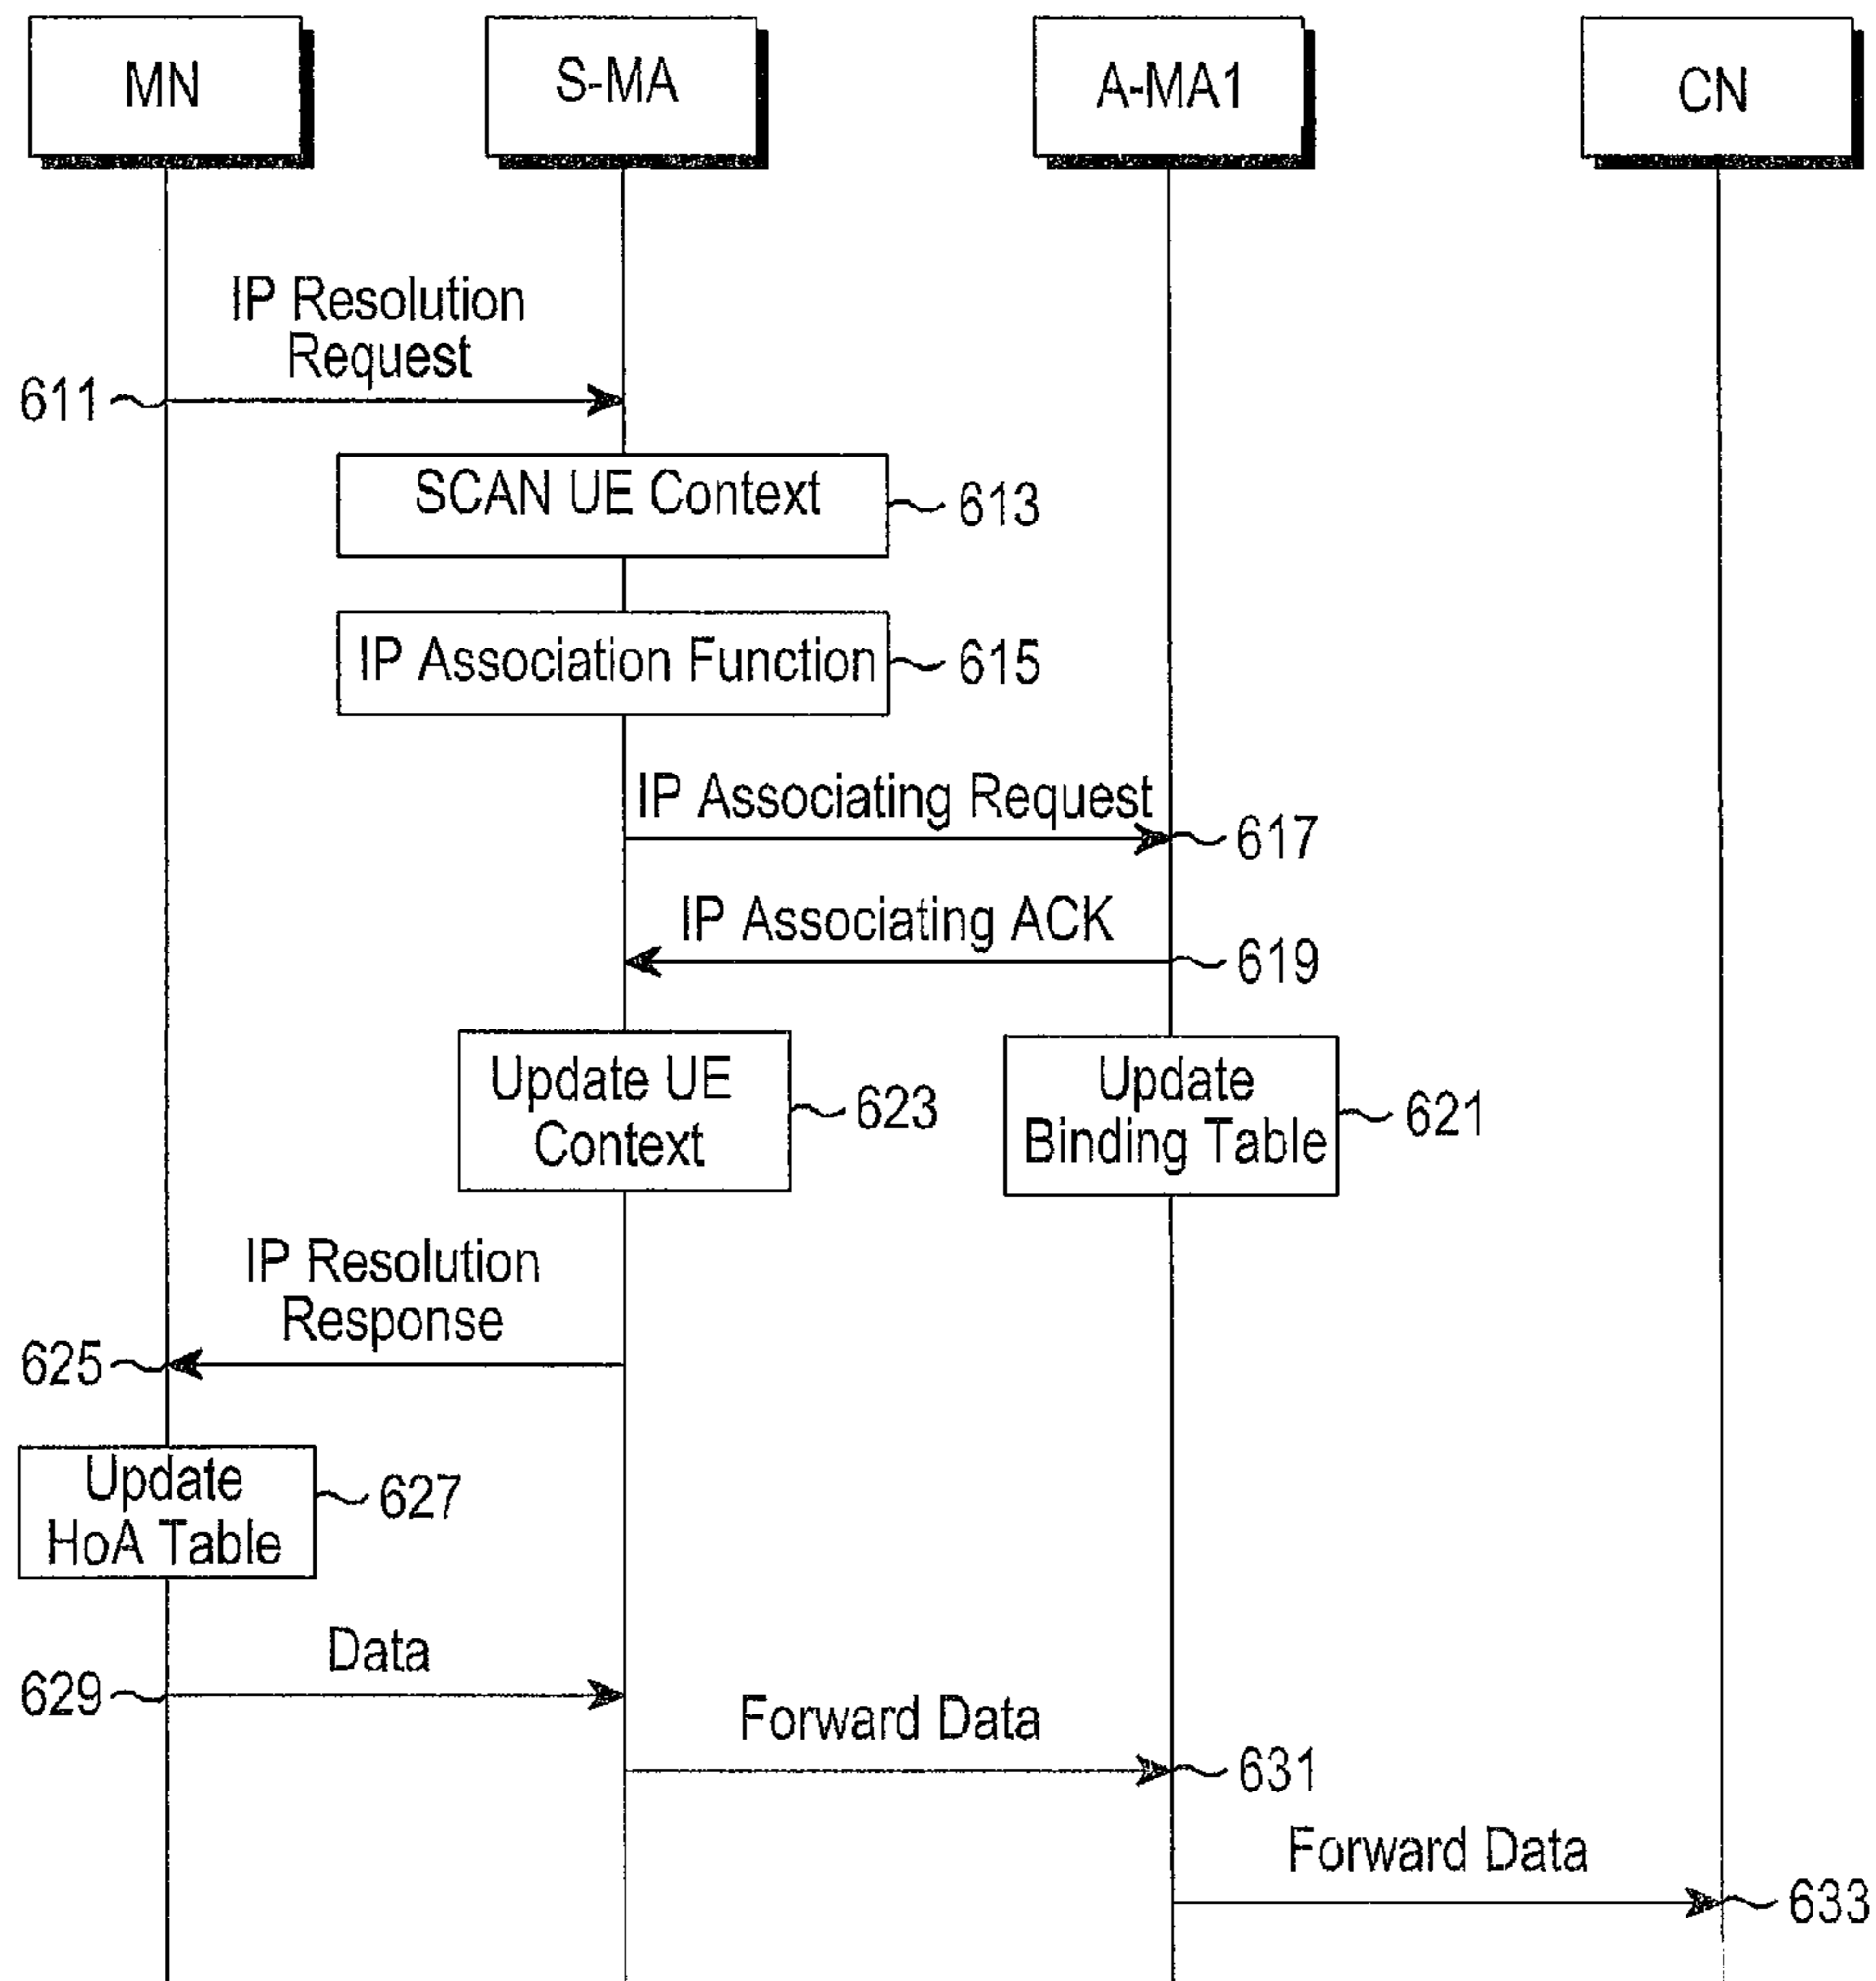 MN
S-MA
A-MA1
CN
IP Resolution
Request
611
SCAN UE Context
613
IP Association Function
615
IP Associating Request
617
IP Associating ACK
619
Update UE
Context
623
Update
Binding Table
621
IP Resolution
Response
625
Update
HoA Table
627
Data
629
Forward Data
631
Forward Data
633